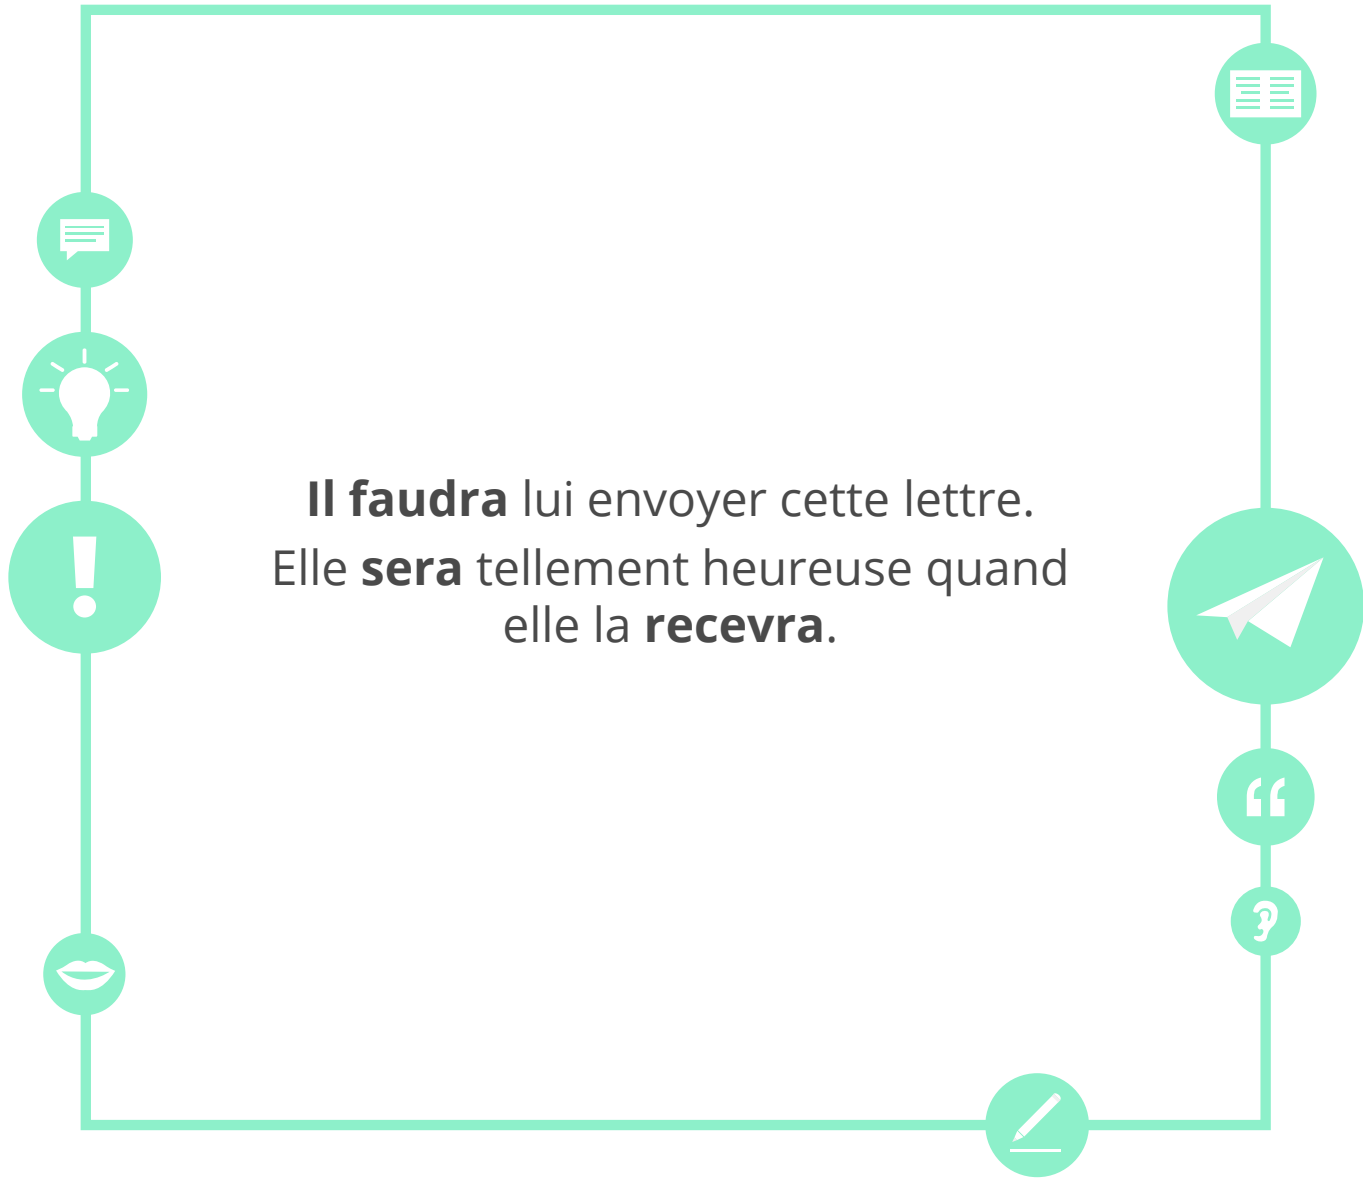 Il faudra lui envoyer cette lettre.
Elle sera tellement heureuse quand
elle la recevra.